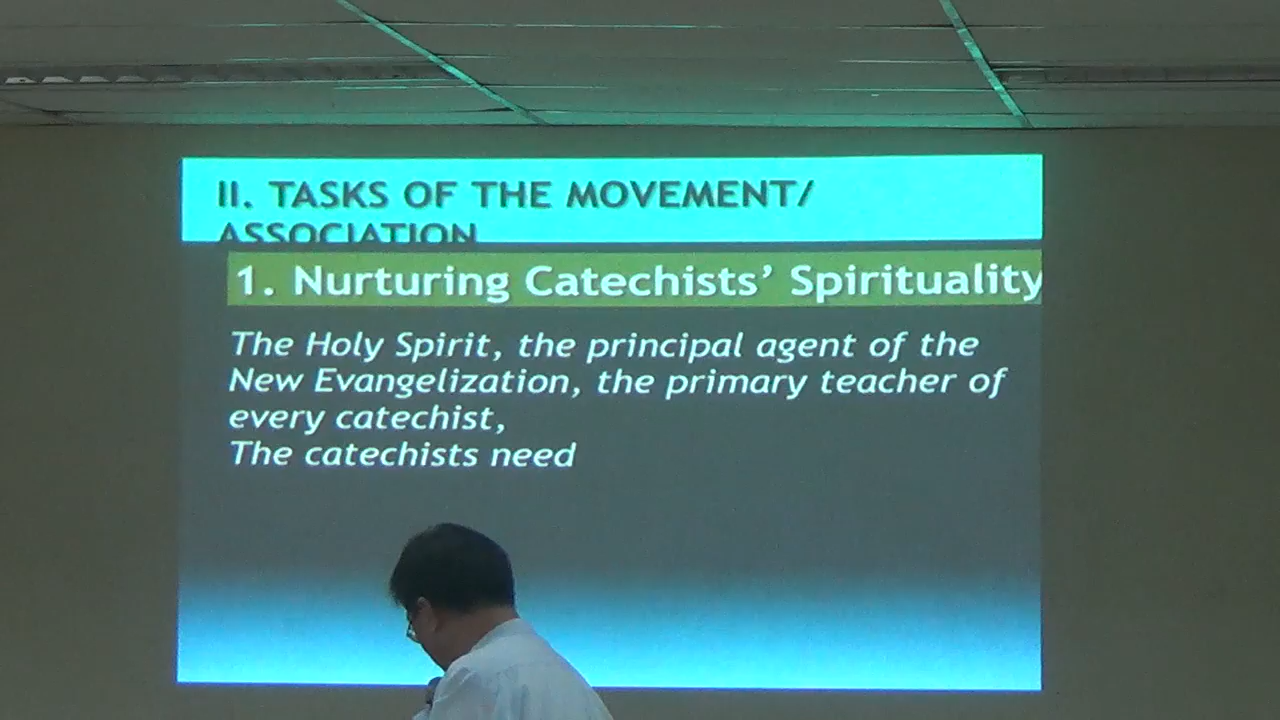 II. TASKS OF THE MOVEMENT/
ASSOCIATION
1. Nurturing Catechists’ Spirituality
The Holy Spirit, the principal agent of the
New Evangelization, the primary teacher of
every catechist,
The catechists need